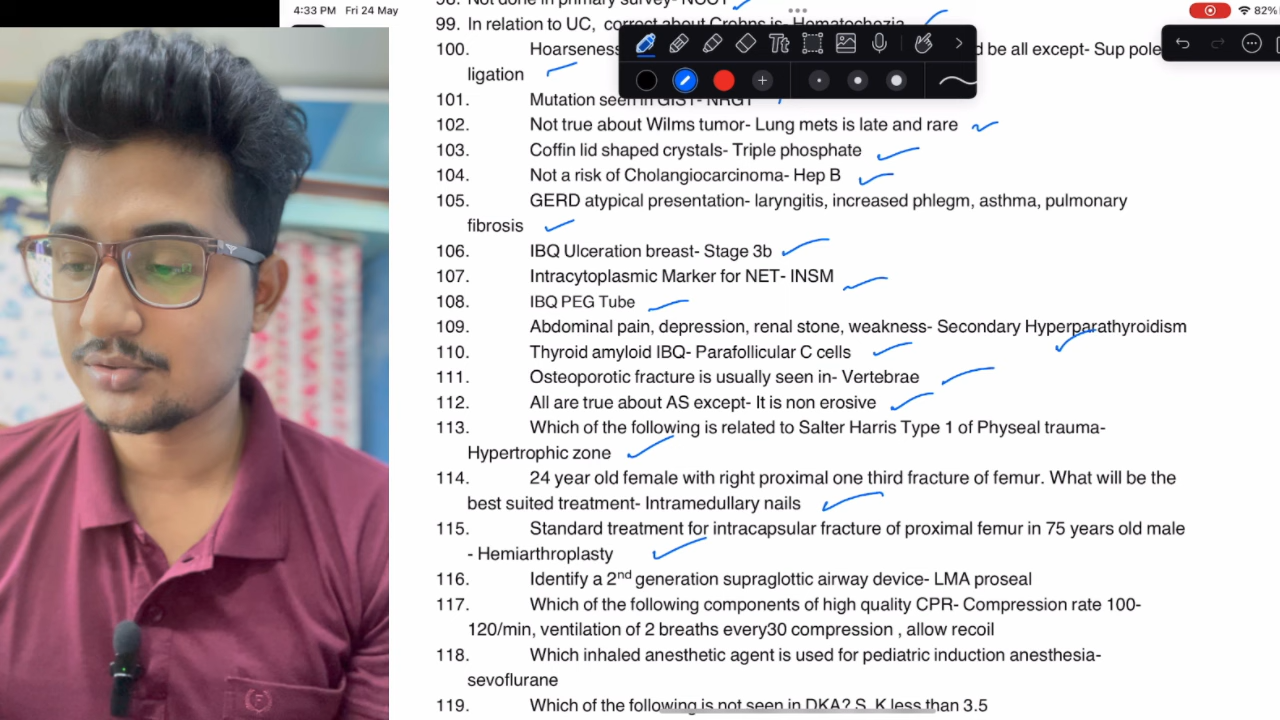 4:33 PM Fri 24 May
82%
98. Not done in primary survey- NCCT
99. In relation to UC, correct about Crohns is- Hematochezia
100. Hoarseness d be all except- Sup pole
ligation
101. Mutation seen in GIST- NRG1
102. Not true about Wilms tumor- Lung mets is late and rare
103. Coffin lid shaped crystals- Triple phosphate
104. Not a risk of Cholangiocarcinoma- Hep B
105. GERD atypical presentation- laryngitis, increased phlegm, asthma, pulmonary
fibrosis
106. IBQ Ulceration breast- Stage 3b
107. Intracytoplasmic Marker for NET- INSM
108. IBQ PEG Tube
109. Abdominal pain, depression, renal stone, weakness- Secondary Hyperparathyroidism
110. Thyroid amyloid IBQ- Parafollicular C cells
111. Osteoporotic fracture is usually seen in- Vertebrae
112. All are true about AS except- It is non erosive
113. Which of the following is related to Salter Harris Type 1 of Physeal trauma-
Hypertrophic zone
114. 24 year old female with right proximal one third fracture of femur. What will be the
best suited treatment- Intramedullary nails
115. Standard treatment for intracapsular fracture of proximal femur in 75 years old male
- Hemiarthroplasty
116. Identify a 2nd generation supraglottic airway device- LMA proseal
117. Which of the following components of high quality CPR- Compression rate 100-
120/min, ventilation of 2 breaths every30 compression , allow recoil
118. Which inhaled anesthetic agent is used for pediatric induction anesthesia-
sevoflurane
119. Which of the following is not seen in DKA? S. K less than 3.5
Tt